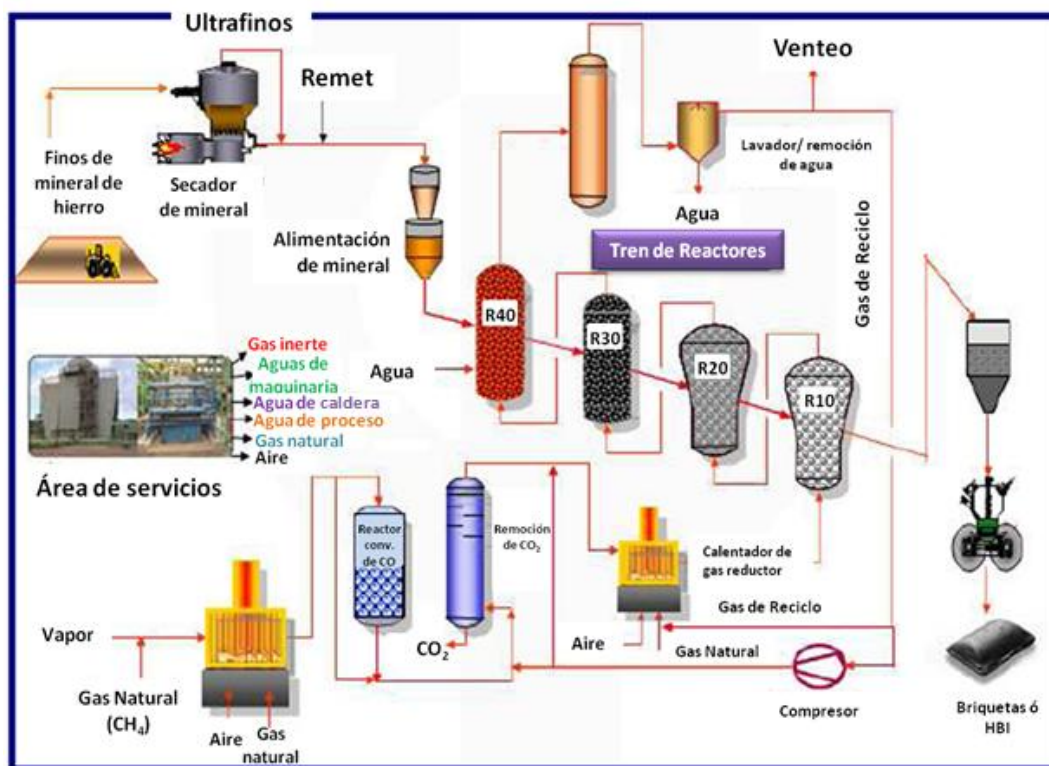 Ultrafinos
Remet
Venteo
Finos de
mineral de
hierro
Secador
de mineral
Lavador/ remoción
de agua
Agua
Alimentación
de mineral
Tren de Reactores
Gas de Reciclo
R40
R30
R20
R10
Agua
Gas inerte
Aguas de
maquinaria
Agua de caldera
Agua de proceso
Gas natural
Aire
Área de servicios
Reactor
conv.
de CO
Remoción
de CO₂
Calentador de
gas reductor
Gas de Reciclo
Vapor
CO₂
Aire
Gas Natural
Gas Natural
(CH₄)
Aire
Gas
natural
Compresor
Briquetas ó
HBI